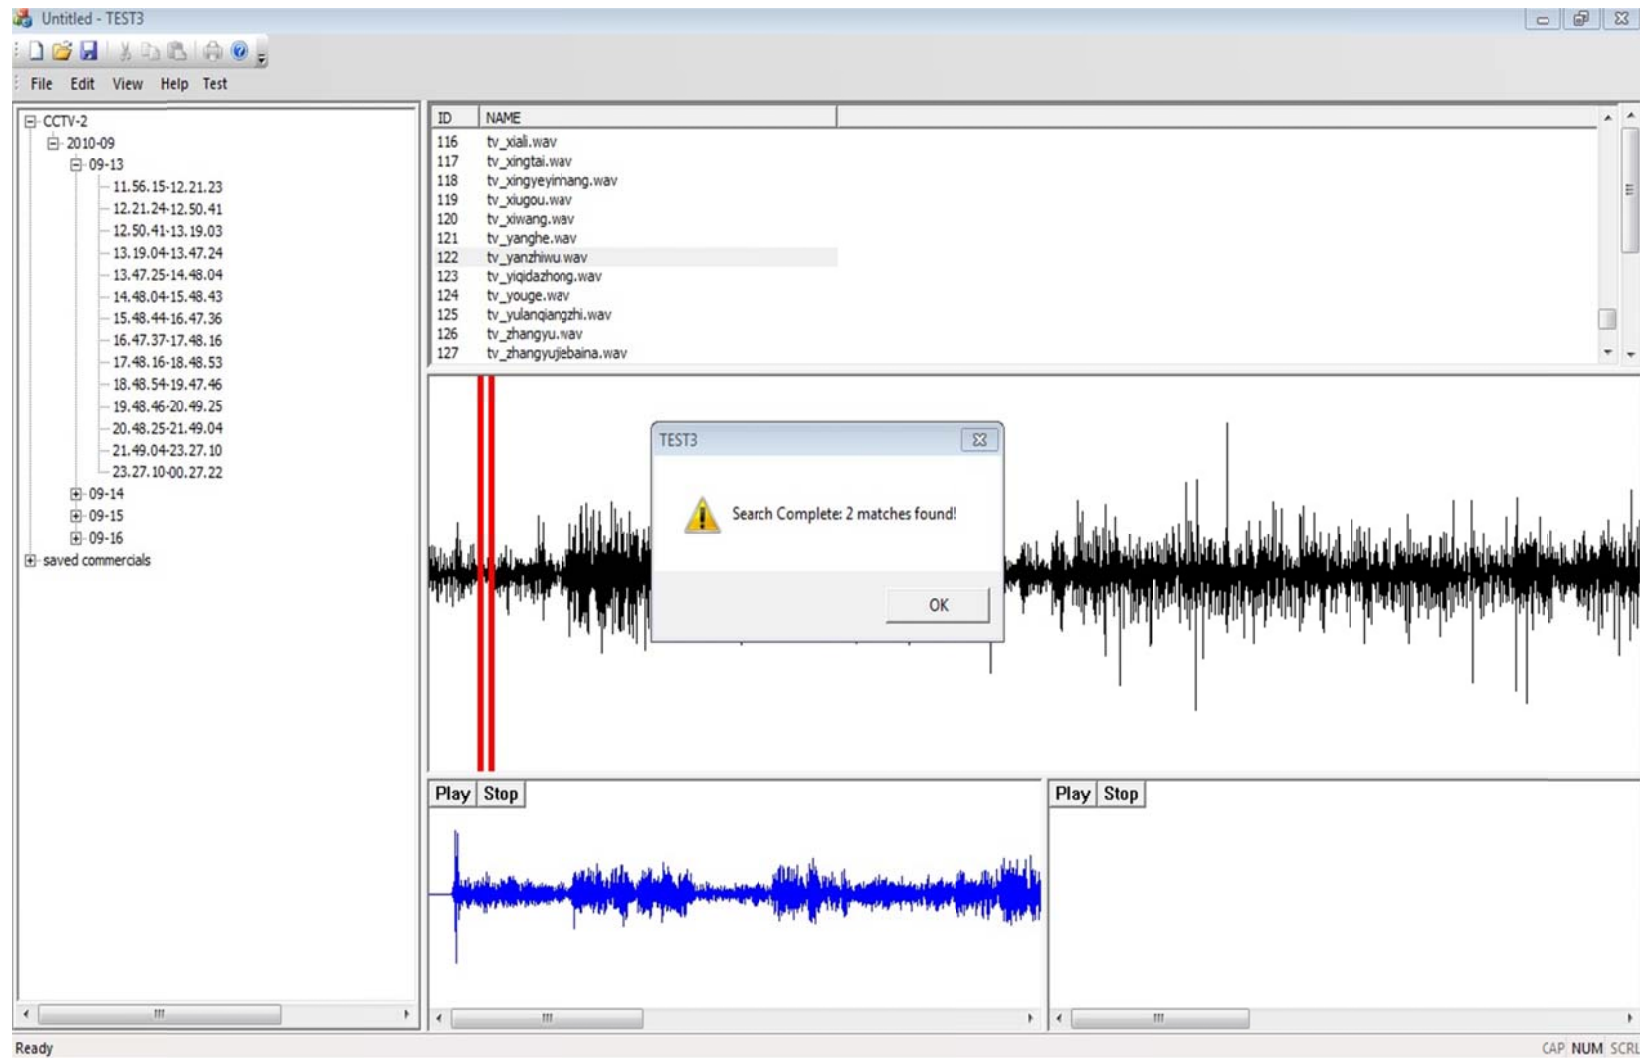 Untitled - TEST3
File Edit View Help Test
CCTV-2
2010-09
09-13
11.56.15-12.21.23
12.21.24-12.50.41
12.50.41-13.19.03
13.19.04-13.47.24
13.47.25-14.48.04
14.48.04-15.48.43
15.48.44-16.47.36
16.47.37-17.48.16
17.48.16-18.48.53
18.48.54-19.47.46
19.48.46-20.49.25
20.48.25-21.49.04
21.49.04-23.27.10
23.27.10-00.27.22
09-14
09-15
09-16
saved commercials
ID NAME
116 tv_xiali.wav
117 tv_xingtai.wav
118 tv_xingyeyimang.wav
119 tv_xiugou.wav
120 tv_xiwang.wav
121 tv_yanghe.wav
122 tv_yanzhiwu.wav
123 tv_yiqidazhong.wav
124 tv_youge.wav
125 tv_yulanqiangzhi.wav
126 tv_zhangyu.wav
127 tv_zhangyujiebaina.wav
TEST3
Search Complete: 2 matches found!
OK
Play Stop
Play Stop
Ready
CAP NUM SCRL